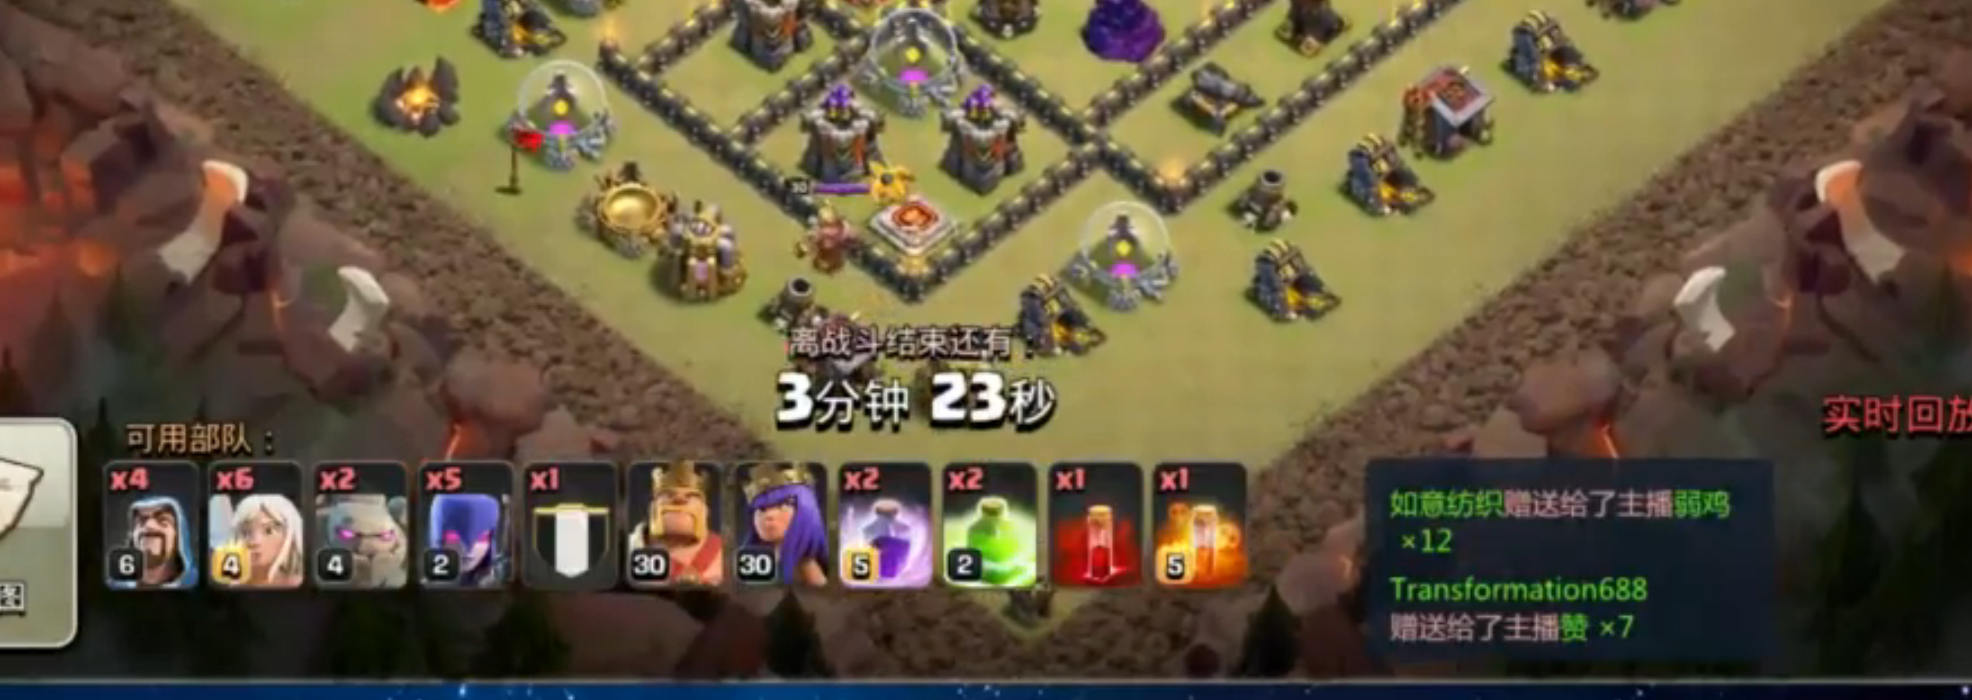 30
离战斗结束还有：
3分钟 23秒
实时回放
可用部队：
x4 x6 x2 x5 x1 x2 x2 x1 x1
6 4 4 2 30 30 5 2 5
图
如意纺织赠送给了主播弱鸡
×12
Transformation688
赠送给了主播赞 ×7